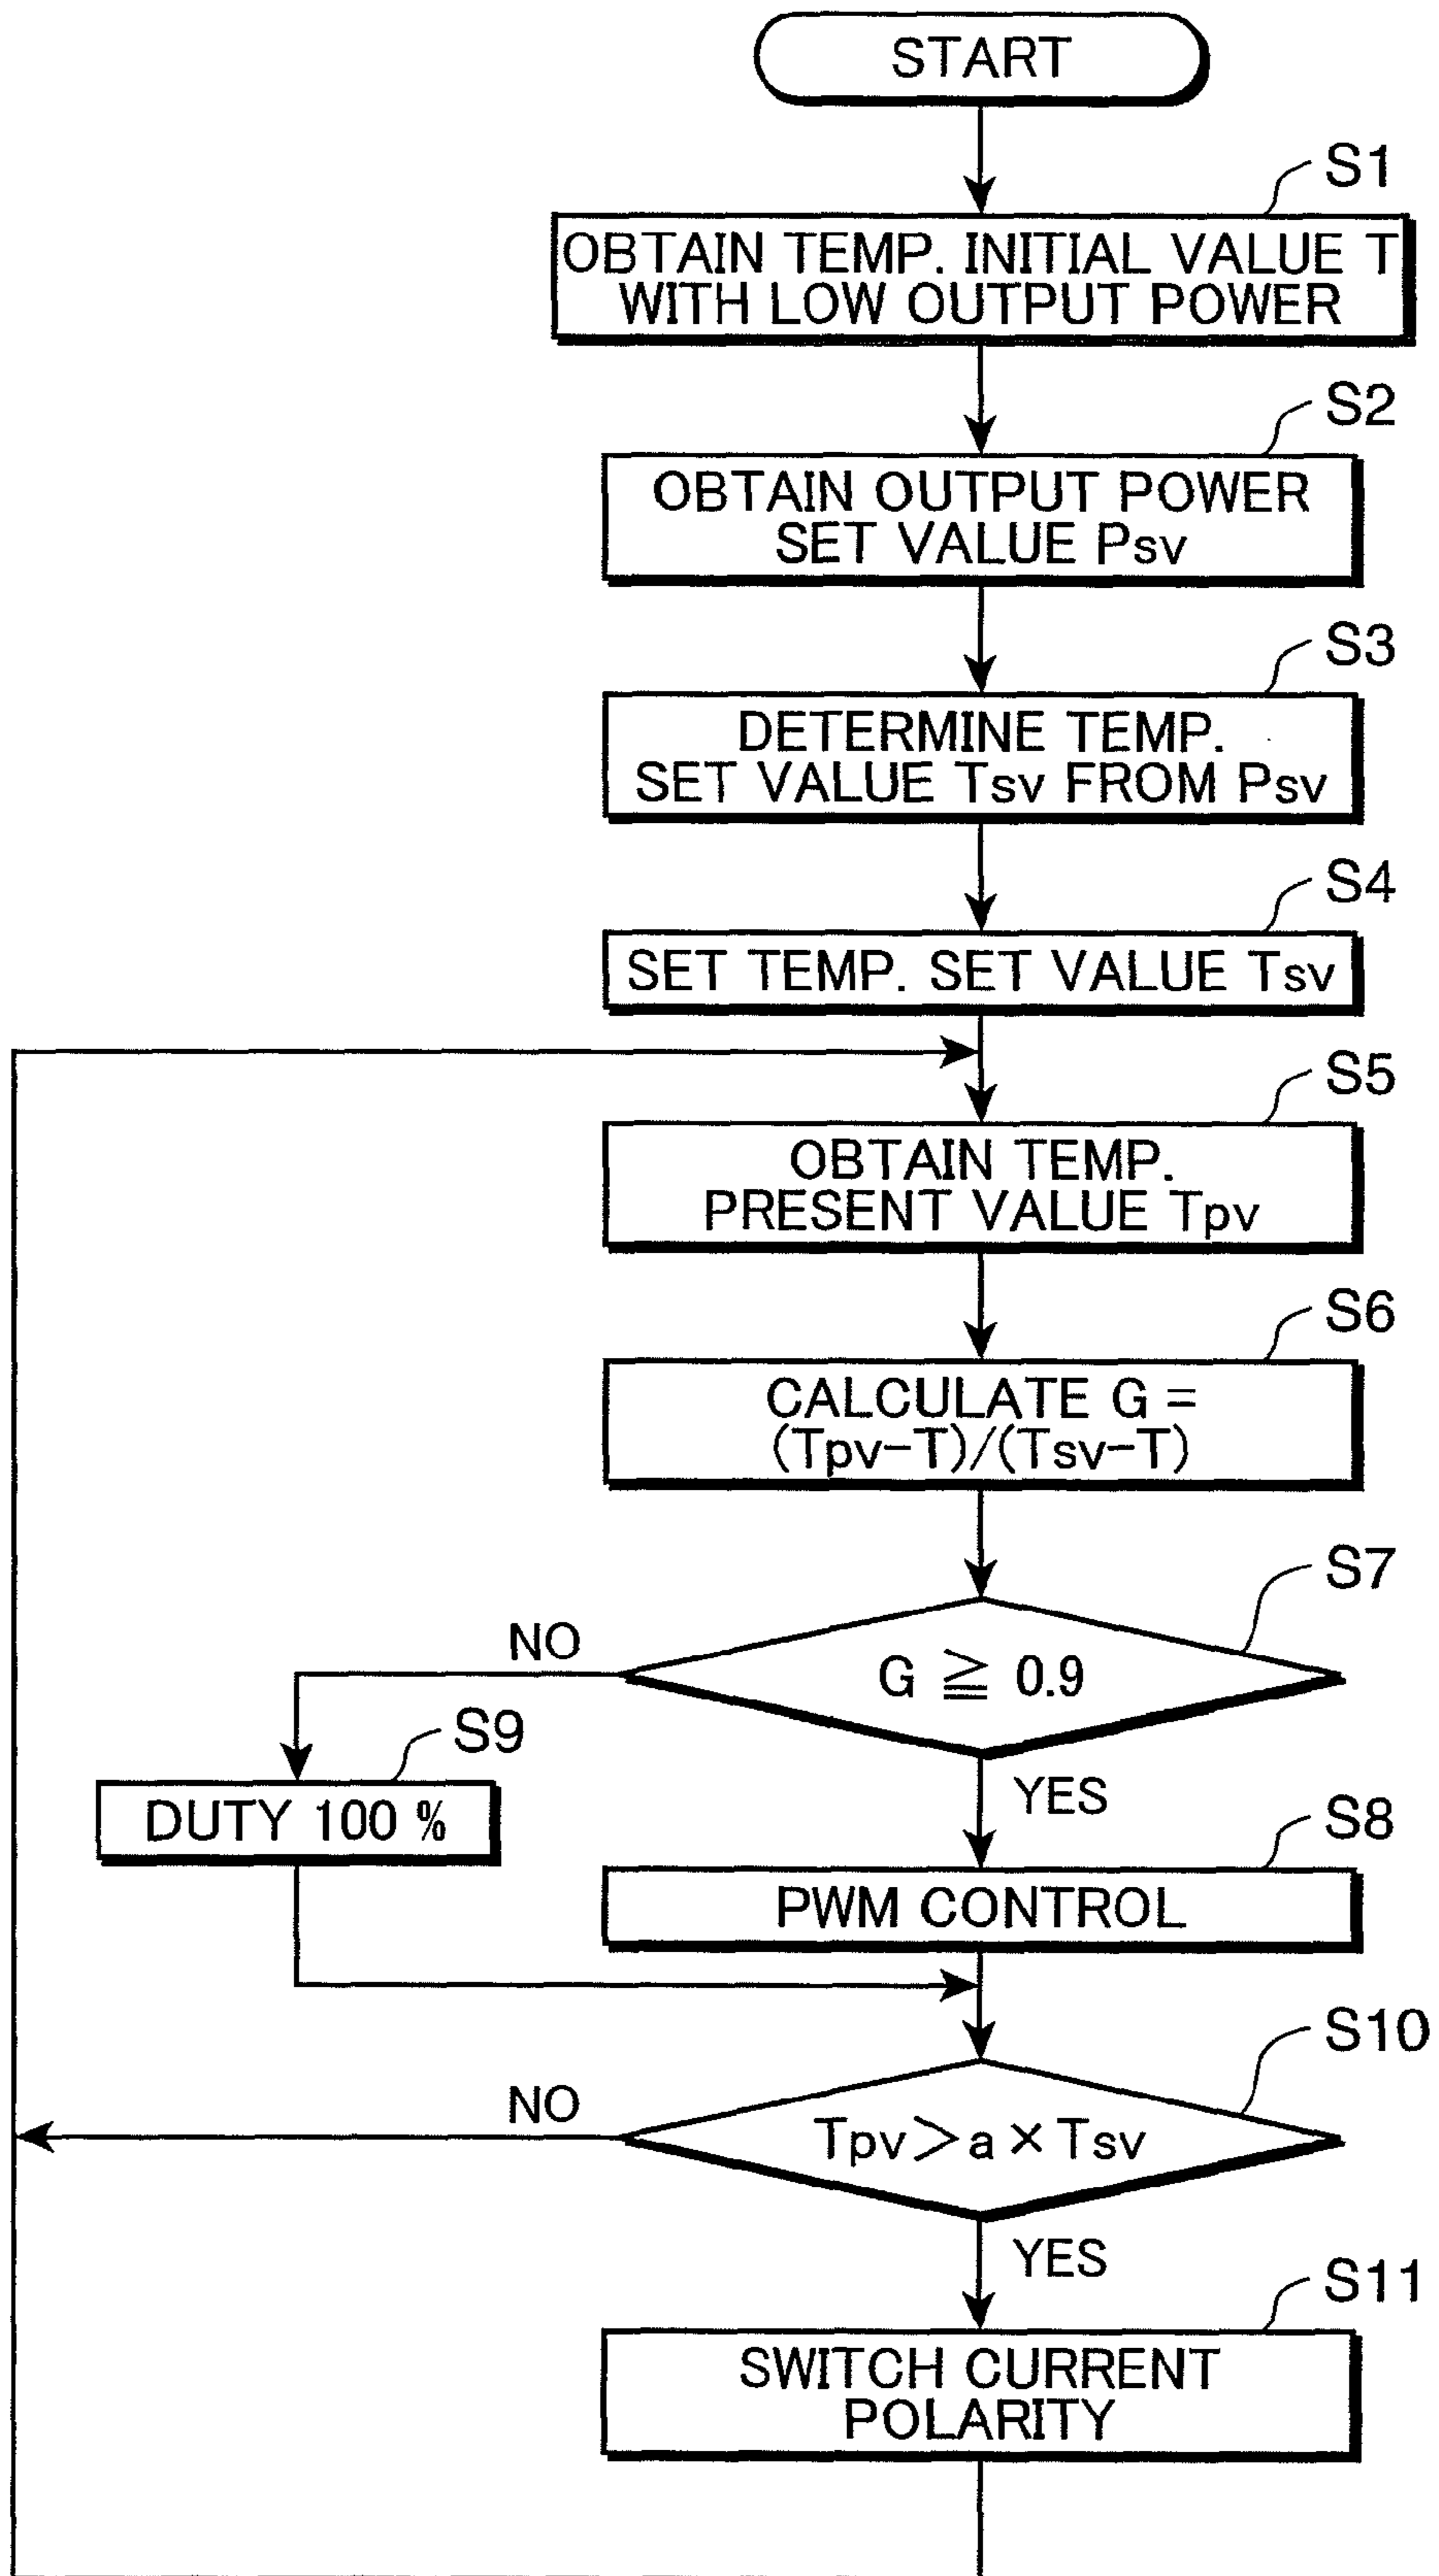 START
S1
OBTAIN TEMP. INITIAL VALUE T
WITH LOW OUTPUT POWER
S2
OBTAIN OUTPUT POWER
SET VALUE Psv
S3
DETERMINE TEMP.
SET VALUE Tsv FROM Psv
S4
SET TEMP. SET VALUE Tsv
S5
OBTAIN TEMP.
PRESENT VALUE Tpv
S6
CALCULATE G =
(Tpv-T)/(Tsv-T)
S7
NO
G ≧ 0.9
S9
YES
DUTY 100 %
S8
PWM CONTROL
S10
NO
Tpv>a×Tsv
YES
S11
SWITCH CURRENT
POLARITY